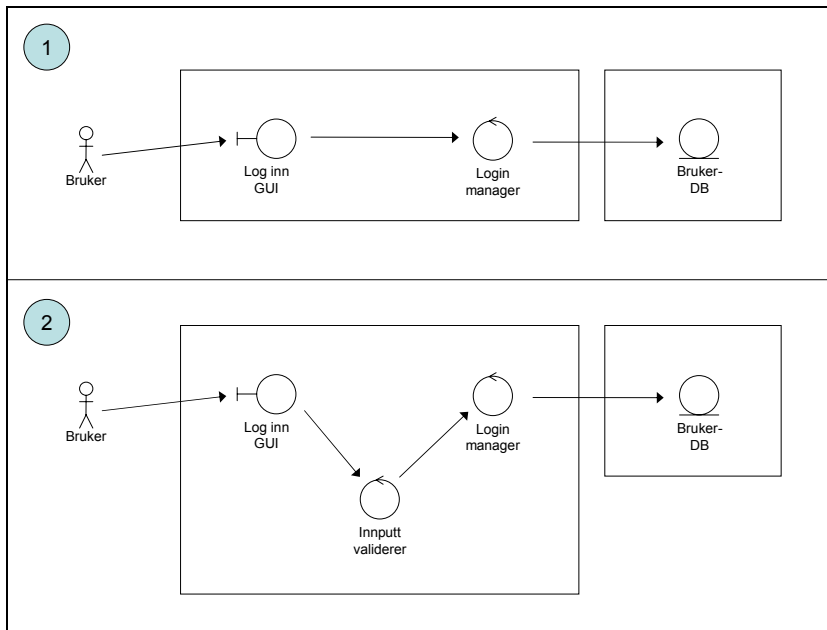 1
Bruker
Log inn
GUI
Login
manager
Bruker-
DB
2
Bruker
Log inn
GUI
Login
manager
Bruker-
DB
Innputt
validerer